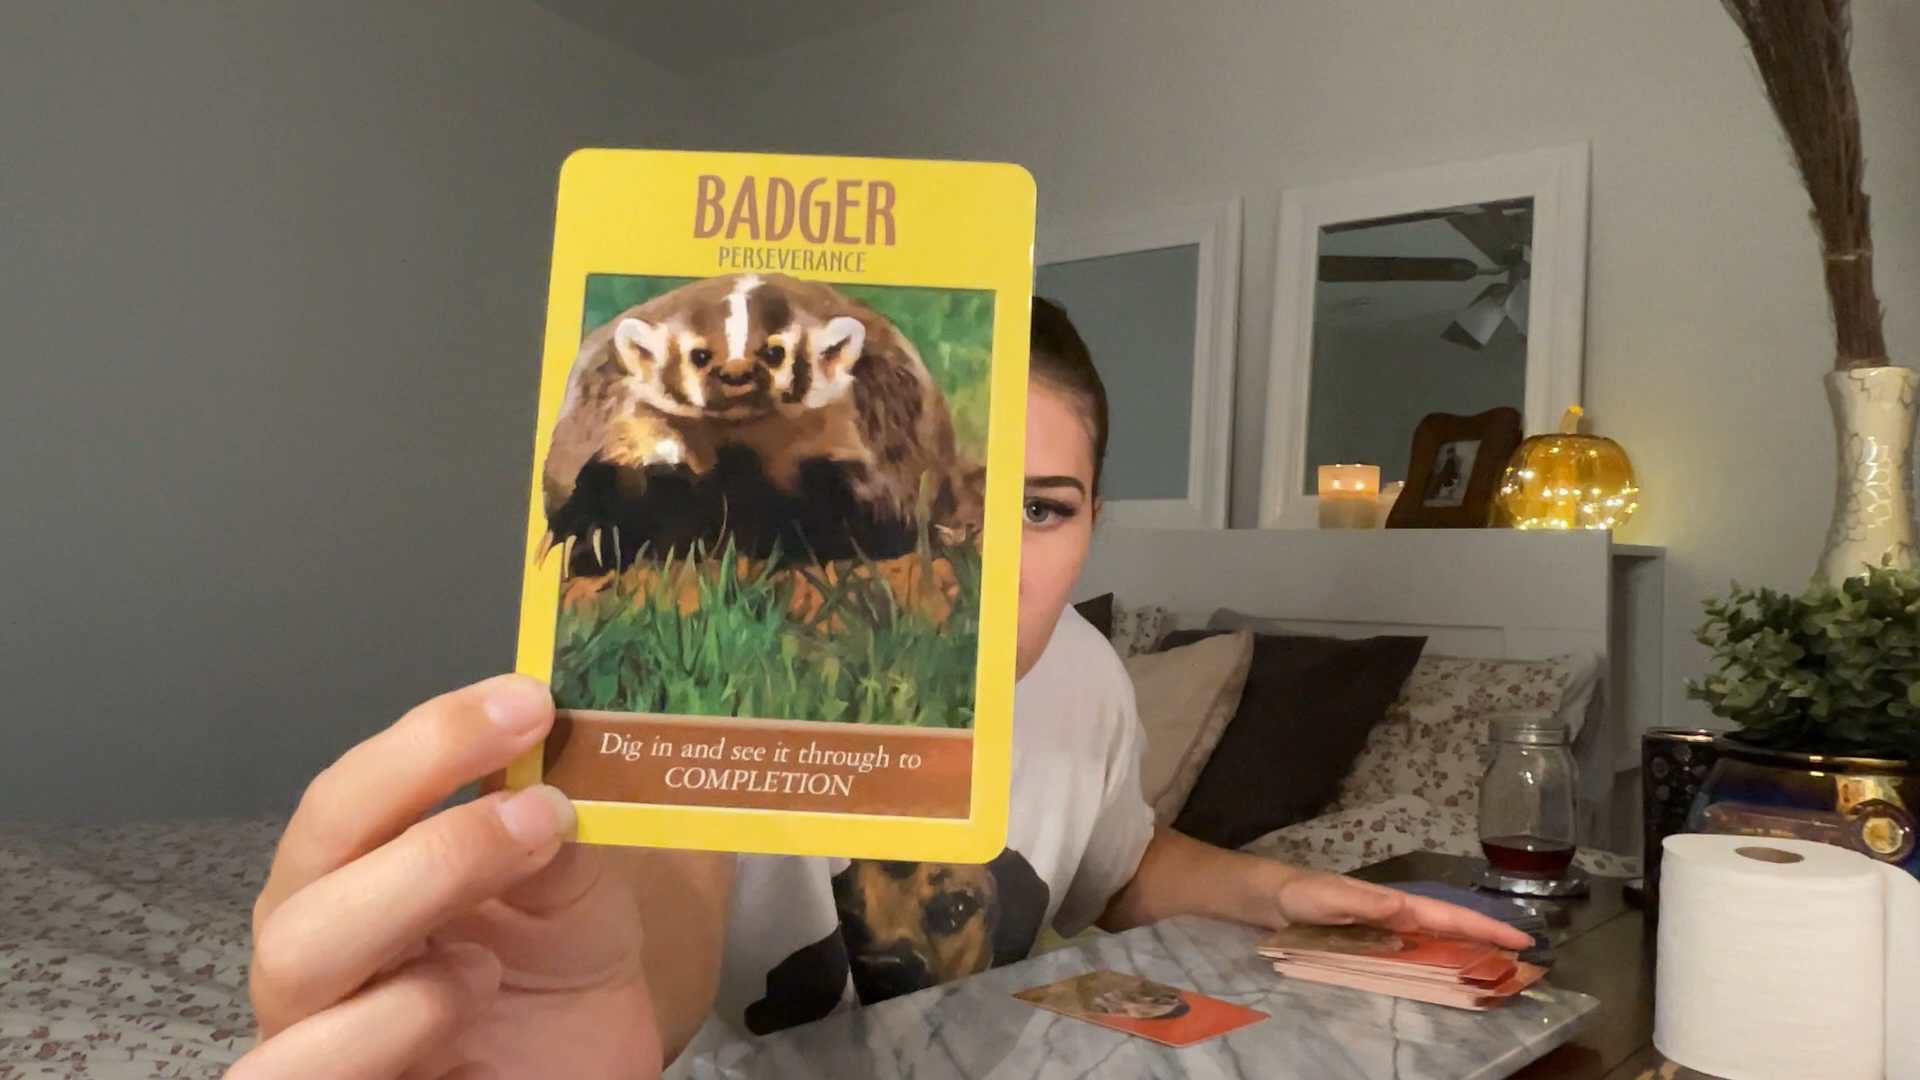 BADGER
PERSEVERANCE
Dig in and see it through to
COMPLETION